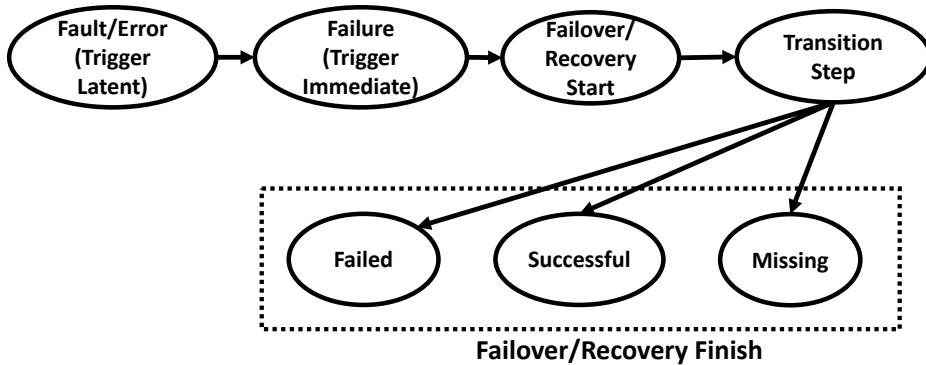 Fault/Error
(Trigger
Latent)
Failure
(Trigger
Immediate)
Failover/
Recovery
Start
Transition
Step
Failed
Successful
Missing
Failover/Recovery Finish